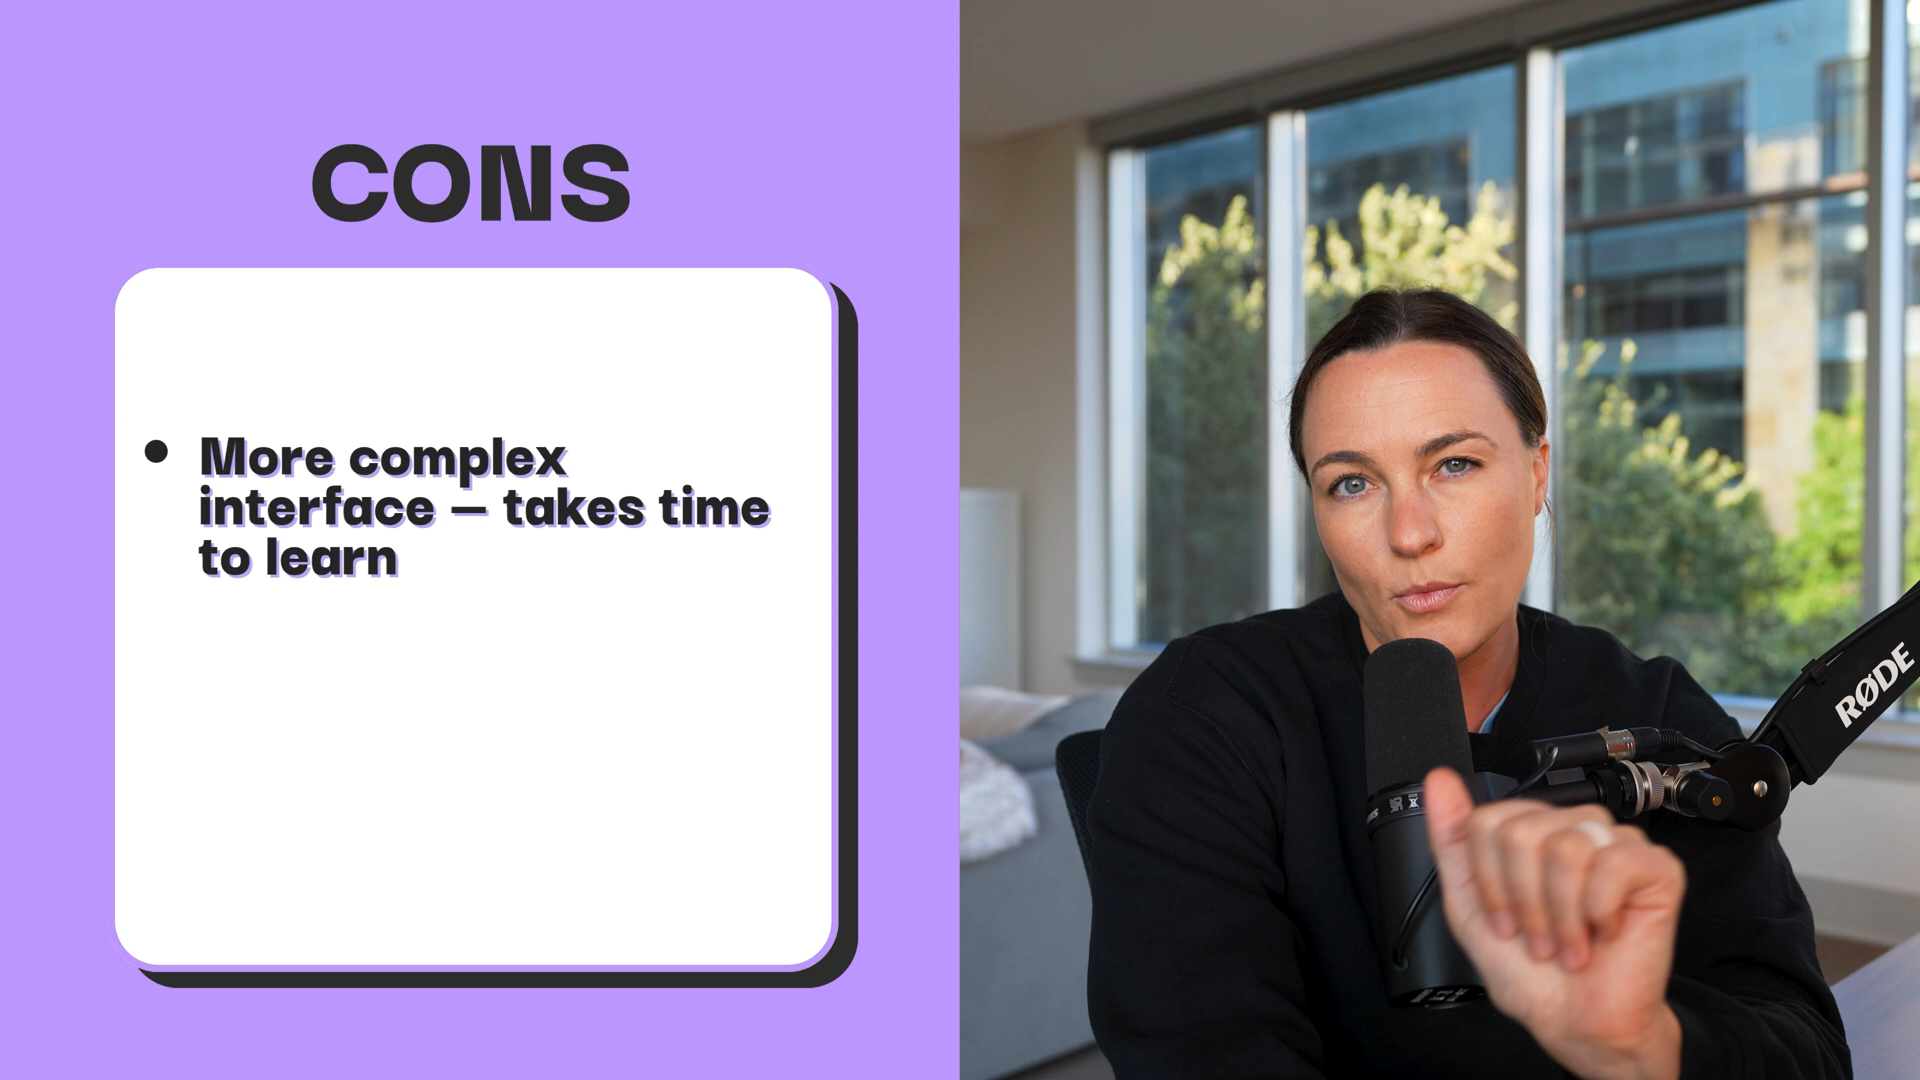 CONS
• More complex
interface — takes time
to learn
RØDE